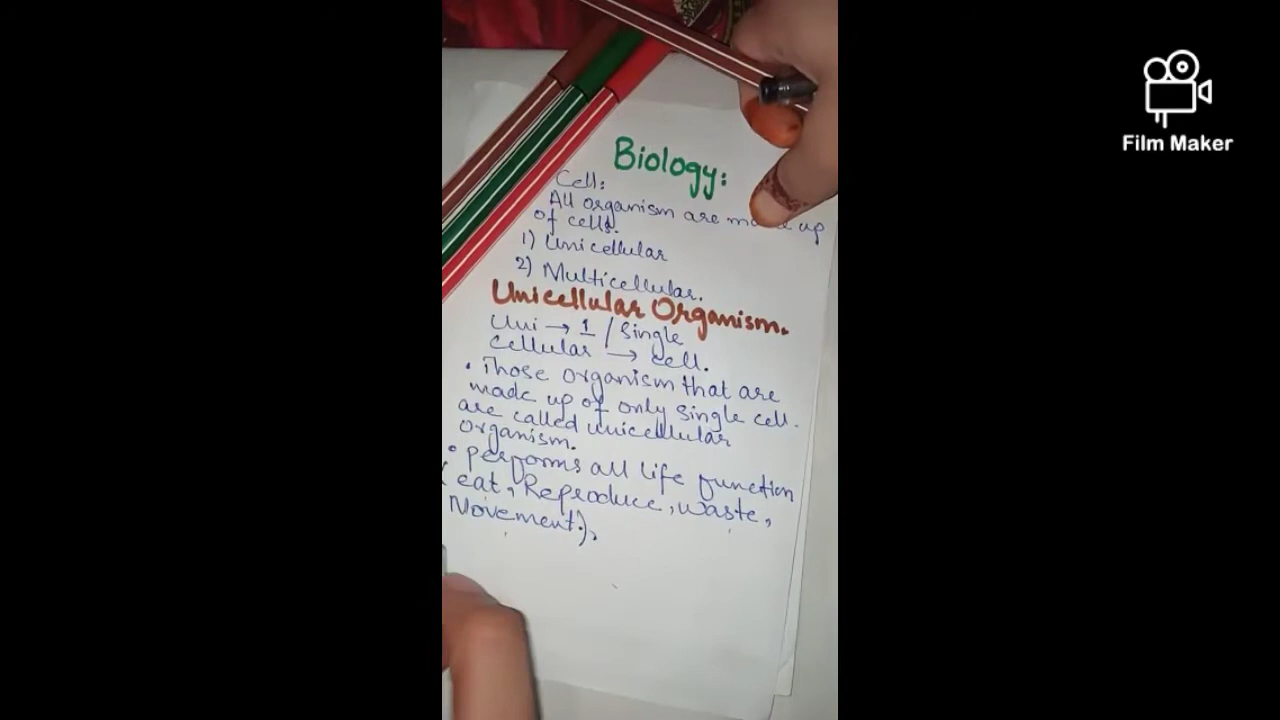 Biology:
Cell:
All organism are made up
of cells.
1) Unicellular
2) Multicellular.
Unicellular Organism.
Uni → 1 / Single
Cellular → cell.
• Those organism that are
made up of only single cell.
are called unicellular
organism.
• performs all life function
( eat, Reproduce, waste,
Movement).
Film Maker